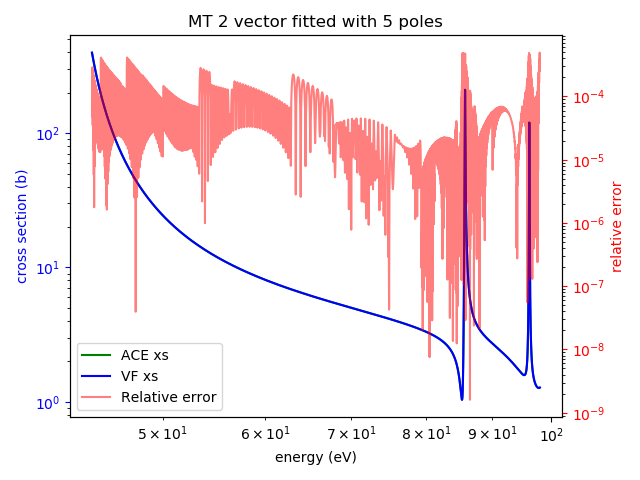 MT 2 vector fitted with 5 poles
cross section (b)
10²
10¹
10⁰
relative error
10⁻⁴
10⁻⁵
10⁻⁶
10⁻⁷
10⁻⁸
10⁻⁹
ACE xs
VF xs
Relative error
5 × 10¹ 6 × 10¹ 7 × 10¹ 8 × 10¹ 9 × 10¹ 10²
energy (eV)